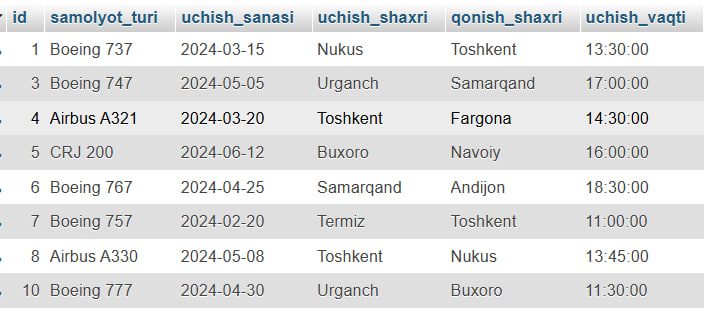 id samolyot_turi uchish_sanasi uchish_shaxri qonish_shaxri uchish_vaqti
1 Boeing 737 2024-03-15 Nukus Toshkent 13:30:00
3 Boeing 747 2024-05-05 Urganch Samarqand 17:00:00
4 Airbus A321 2024-03-20 Toshkent Fargona 14:30:00
5 CRJ 200 2024-06-12 Buxoro Navoiy 16:00:00
6 Boeing 767 2024-04-25 Samarqand Andijon 18:30:00
7 Boeing 757 2024-02-20 Termiz Toshkent 11:00:00
8 Airbus A330 2024-05-08 Toshkent Nukus 13:45:00
10 Boeing 777 2024-04-30 Urganch Buxoro 11:30:00